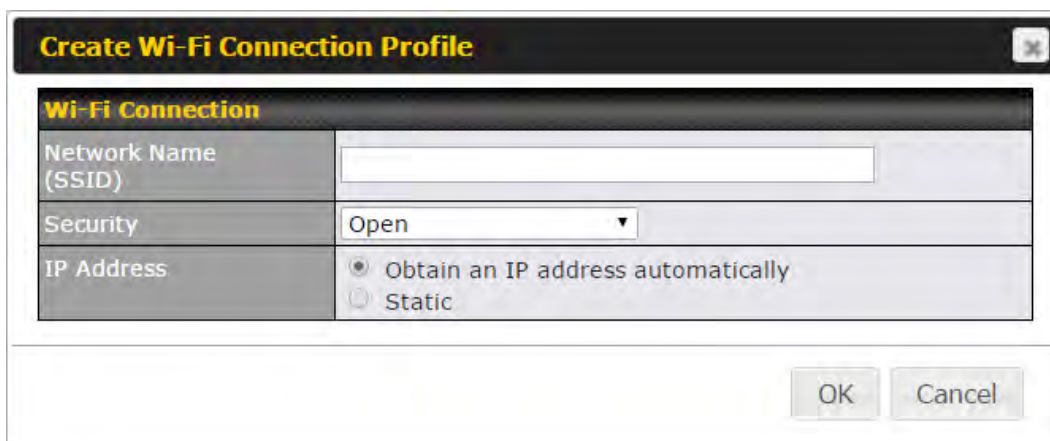 Create Wi-Fi Connection Profile
Wi-Fi Connection
Network Name
(SSID)
Security
Open
IP Address
Obtain an IP address automatically
Static
OK
Cancel